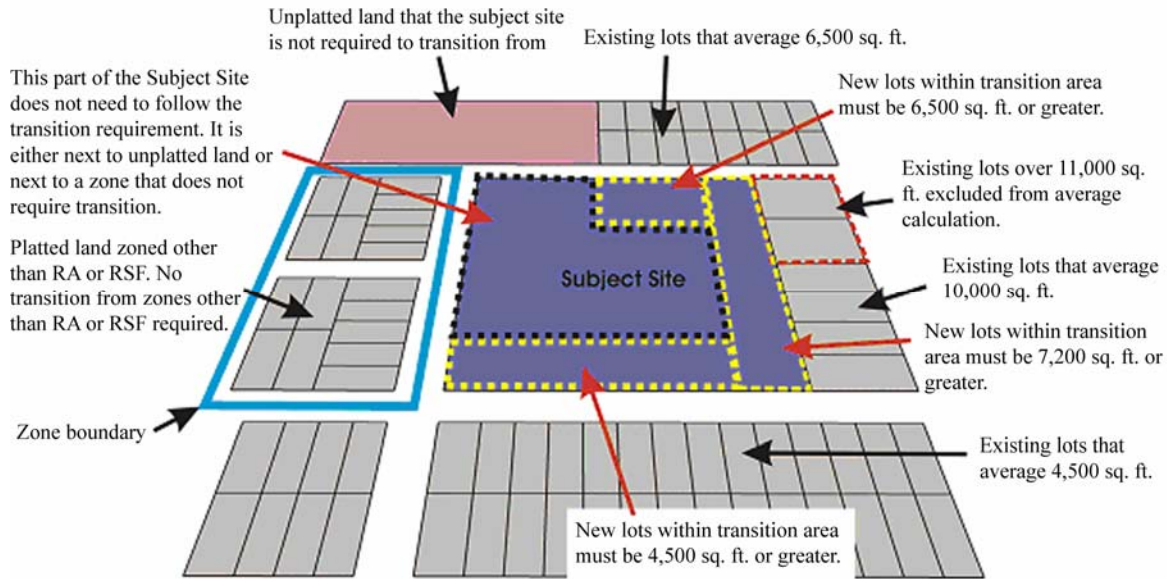 Unplatted land that the subject site
is not required to transition from
Existing lots that average 6,500 sq. ft.
This part of the Subject Site
does not need to follow the
transition requirement. It is
either next to unplatted land or
next to a zone that does not
require transition.
New lots within transition area
must be 6,500 sq. ft. or greater.
Existing lots over 11,000 sq.
ft. excluded from average
calculation.
Platted land zoned other
than RA or RSF. No
transition from zones other
than RA or RSF required.
Subject Site
Existing lots that average
10,000 sq. ft.
New lots within transition
area must be 7,200 sq. ft. or
greater.
Zone boundary
Existing lots that
average 4,500 sq. ft.
New lots within transition area
must be 4,500 sq. ft. or greater.